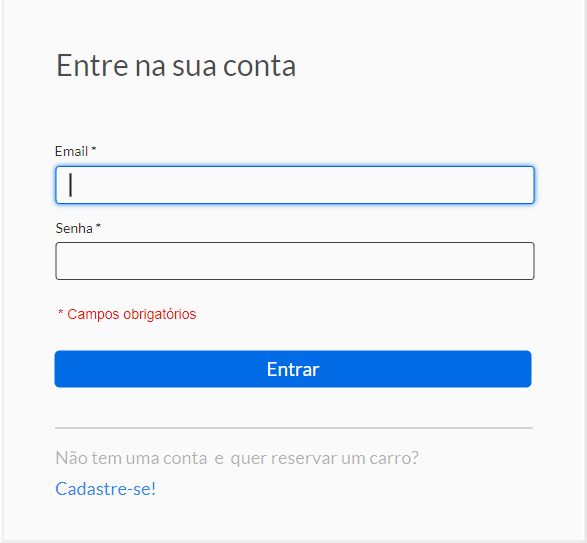 Entre na sua conta
Email *
Senha *
* Campos obrigatórios
Entrar
Não tem uma conta e quer reservar um carro?
Cadastre-se!